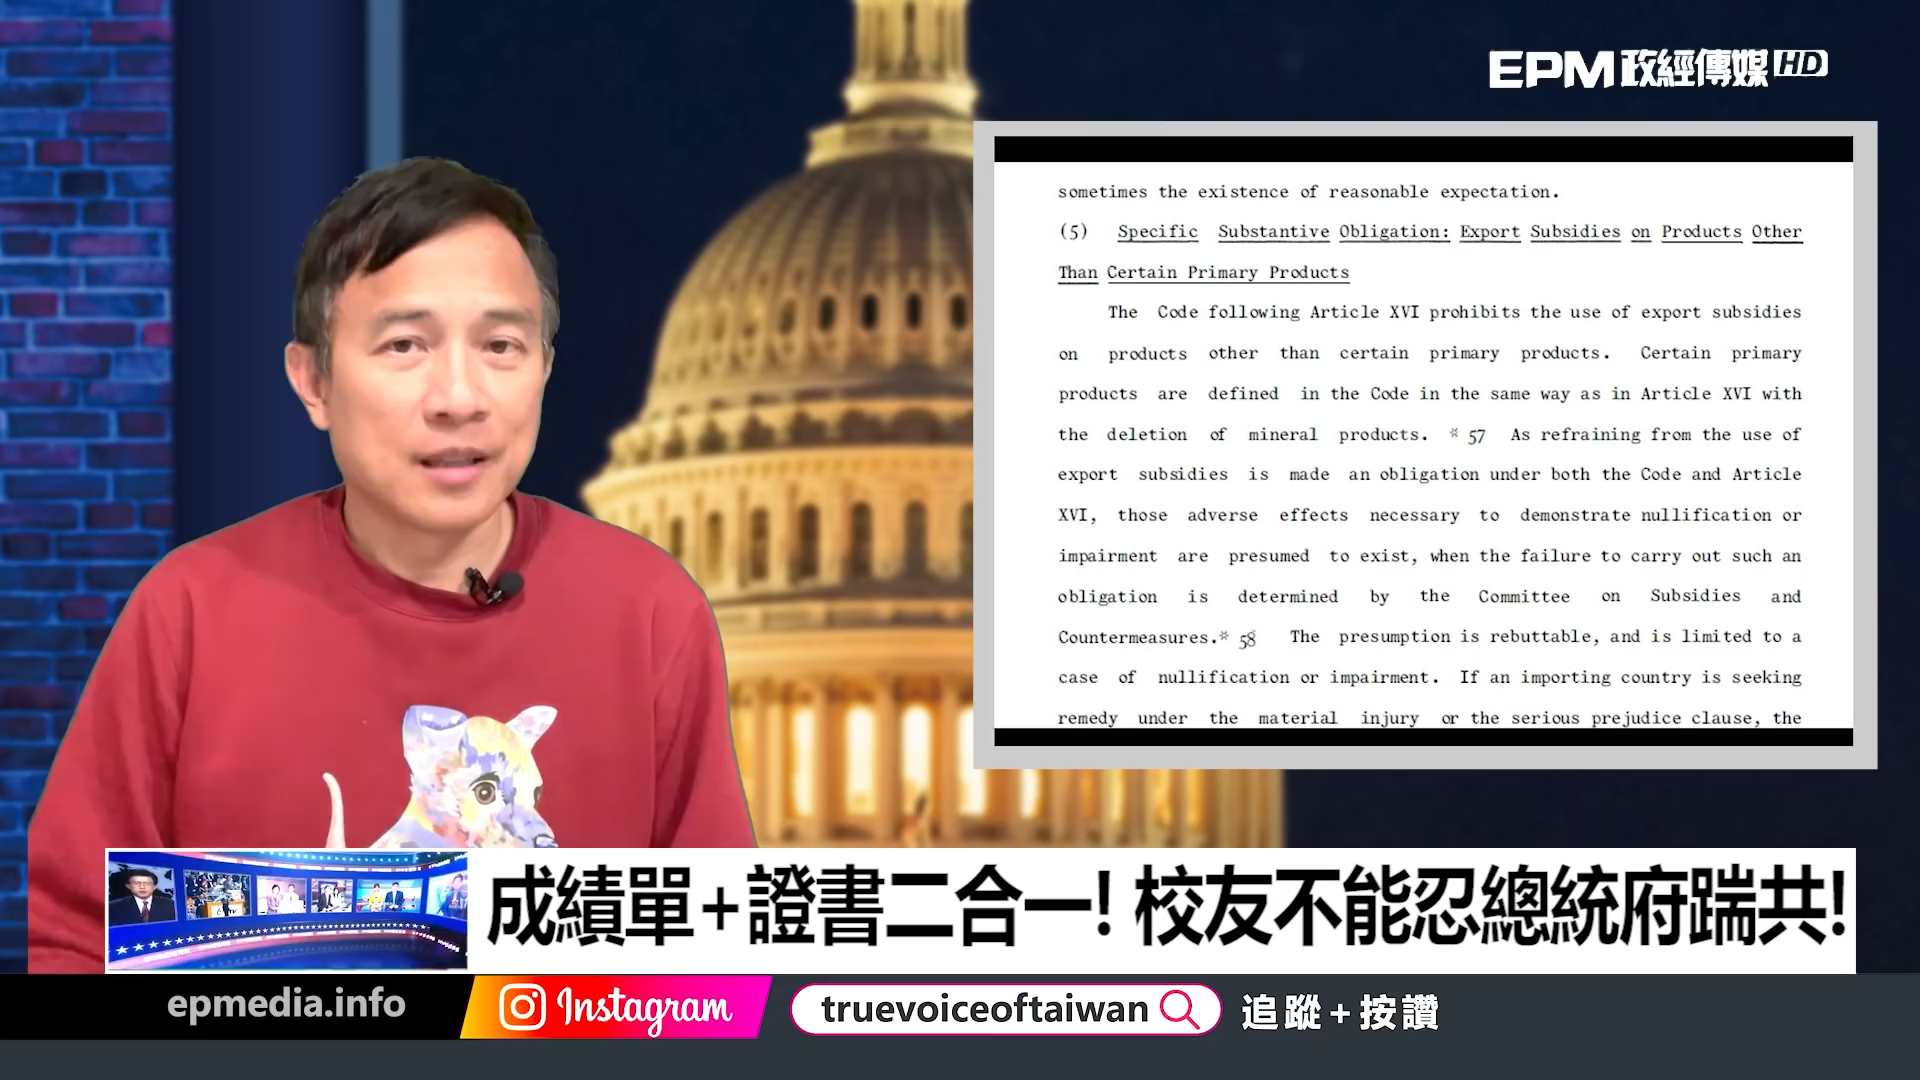 EPM政經傳媒HD
sometimes the existence of reasonable expectation.
(5) Specific Substantive Obligation: Export Subsidies on Products Other
Than Certain Primary Products
The Code following Article XVI prohibits the use of export subsidies
on products other than certain primary products. Certain primary
products are defined in the Code in the same way as in Article XVI with
the deletion of mineral products. * 57 As refraining from the use of
export subsidies is made an obligation under both the Code and Article
XVI, those adverse effects necessary to demonstrate nullification or
impairment are presumed to exist, when the failure to carry out such an
obligation is determined by the Committee on Subsidies and
Countermeasures.* 58 The presumption is rebuttable, and is limited to a
case of nullification or impairment. If an importing country is seeking
remedy under the material injury or the serious prejudice clause, the
成績單+證書二合一! 校友不能忍總統府踹共!
epmedia.info
Instagram
truevoiceoftaiwan
追蹤+按讚